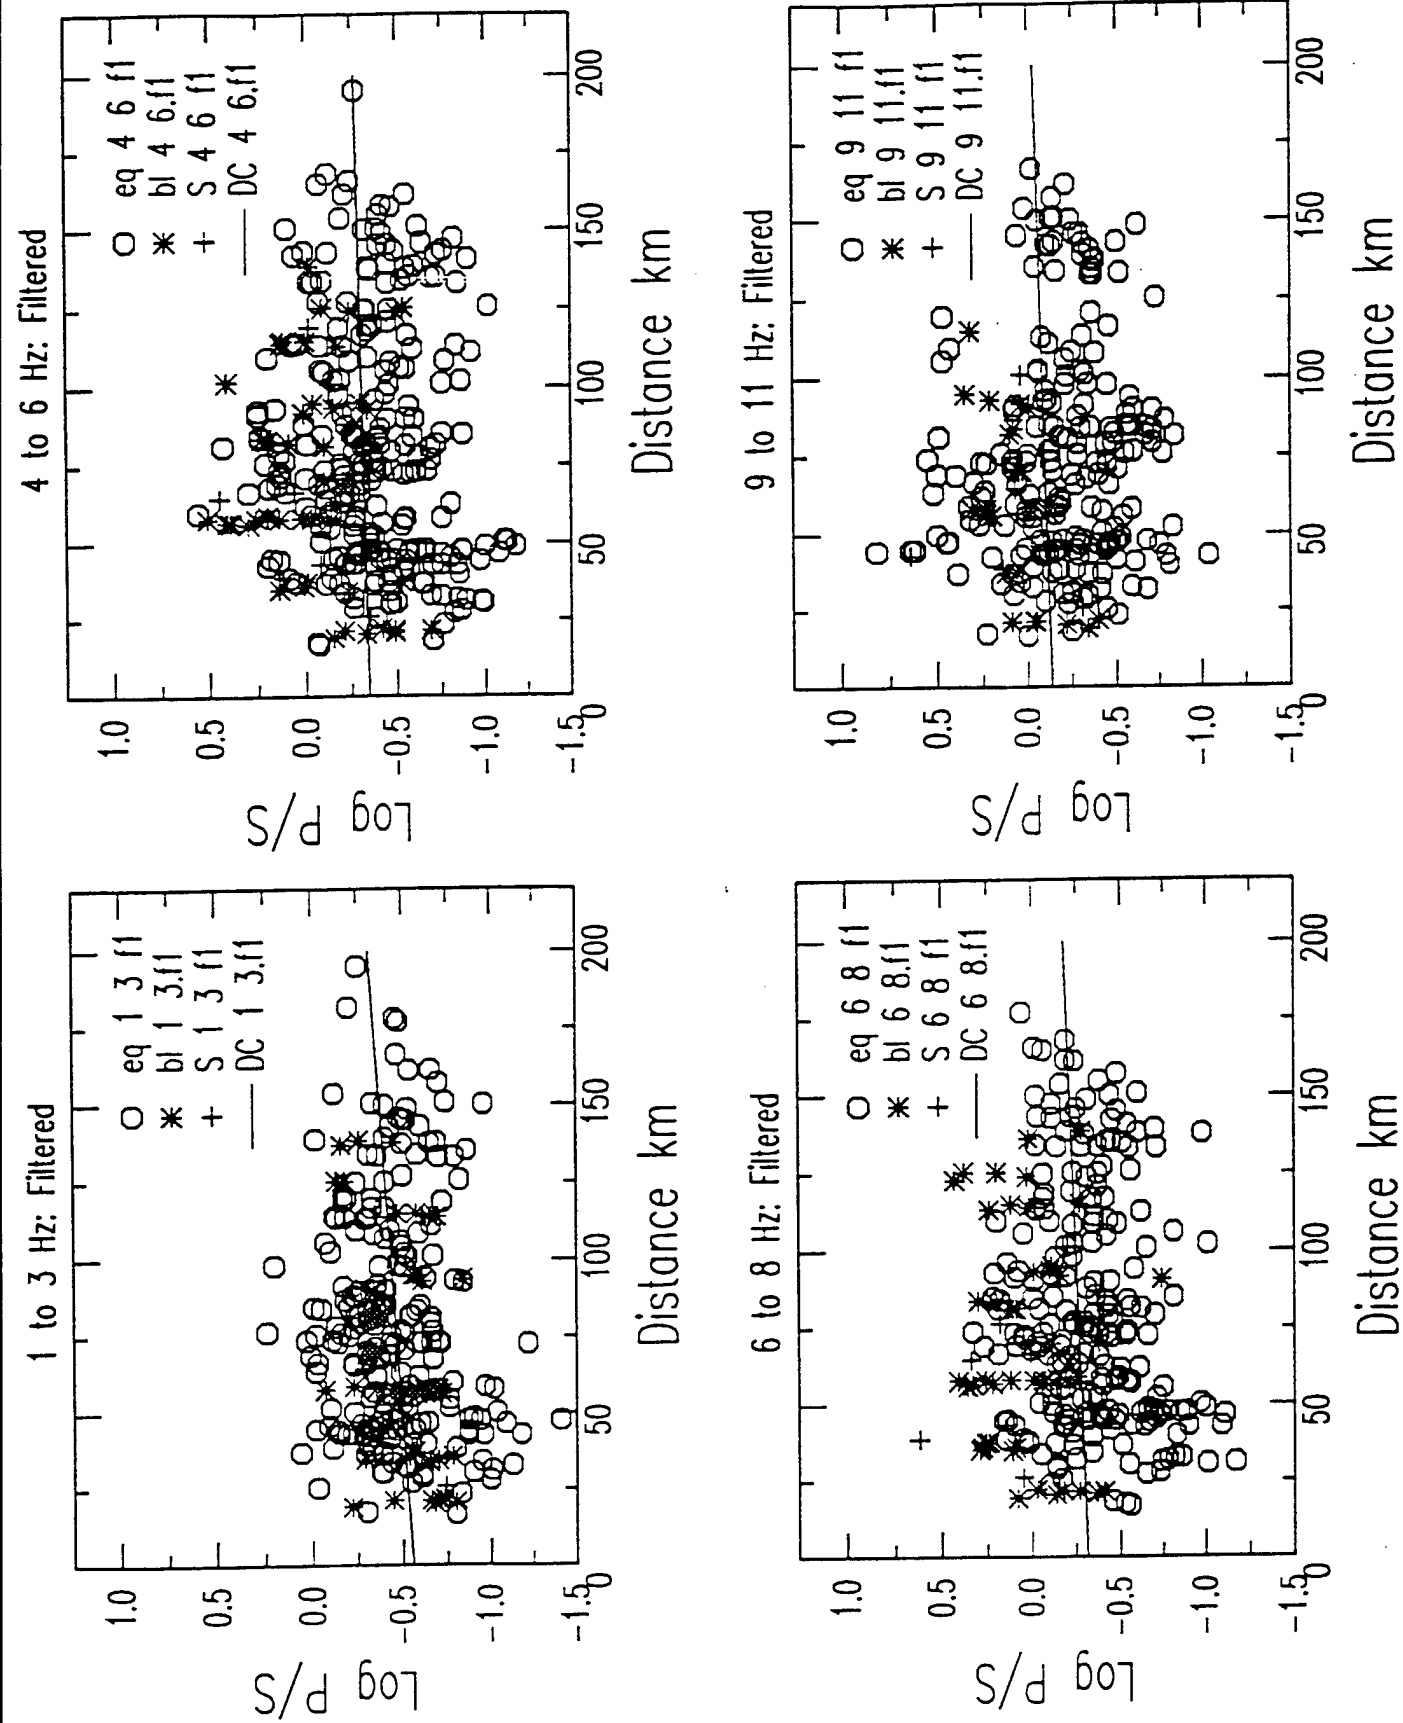 1 to 3 Hz: Filtered
eq 1 3 f1
bl 1 3.f1
S 1 3 f1
DC 1 3.f1
1.0
0.5
0.0
-0.5
-1.0
-1.5
0
50
100
150
200
Log P/S
Distance km
4 to 6 Hz: Filtered
eq 4 6 f1
bl 4 6.f1
S 4 6 f1
DC 4 6.f1
1.0
0.5
0.0
-0.5
-1.0
-1.5
0
50
100
150
200
Log P/S
Distance km
6 to 8 Hz: Filtered
eq 6 8 f1
bl 6 8.f1
S 6 8 f1
DC 6 8.f1
1.0
0.5
0.0
-0.5
-1.0
-1.5
0
50
100
150
200
Log P/S
Distance km
9 to 11 Hz: Filtered
eq 9 11 f1
bl 9 11.f1
S 9 11 f1
DC 9 11.f1
1.0
0.5
0.0
-0.5
-1.0
-1.5
0
50
100
150
200
Log P/S
Distance km